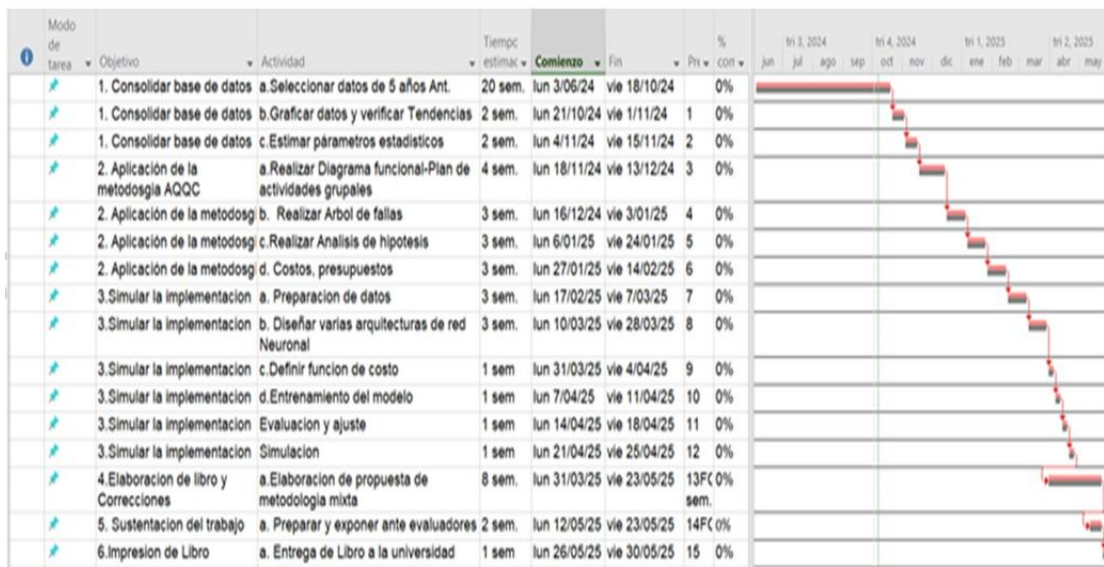 Modo de tarea Objetivo Actividad Tiempo estimac Comienzo Fin Pre % com
tri 3, 2024 tri 4, 2024 tri 1, 2025 tri 2, 2025
jun jul ago sep oct nov dic ene feb mar abr may
1. Consolidar base de datos a.Seleccionar datos de 5 años Ant. 20 sem. lun 3/06/24 vie 18/10/24 0%
1. Consolidar base de datos b.Graficar datos y verificar Tendencias 2 sem. lun 21/10/24 vie 1/11/24 1 0%
1. Consolidar base de datos c.Estimar párametros estadisticos 2 sem. lun 4/11/24 vie 15/11/24 2 0%
2. Aplicación de la metodosgia AQQC a.Realizar Diagrama funcional-Plan de actividades grupales 4 sem. lun 18/11/24 vie 13/12/24 3 0%
2. Aplicación de la metodosgi b. Realizar Arbol de fallas 3 sem. lun 16/12/24 vie 3/01/25 4 0%
2. Aplicación de la metodosgi c.Realizar Analisis de hipotesis 3 sem. lun 6/01/25 vie 24/01/25 5 0%
2. Aplicación de la metodosgi d. Costos, presupuestos 3 sem. lun 27/01/25 vie 14/02/25 6 0%
3.Simular la implementacion a. Preparacion de datos 3 sem. lun 17/02/25 vie 7/03/25 7 0%
3.Simular la implementacion b. Diseñar varias arquitecturas de red Neuronal 3 sem. lun 10/03/25 vie 28/03/25 8 0%
3.Simular la implementacion c.Definir funcion de costo 1 sem lun 31/03/25 vie 4/04/25 9 0%
3.Simular la implementacion d.Entrenamiento del modelo 1 sem lun 7/04/25 vie 11/04/25 10 0%
3.Simular la implementacion Evaluacion y ajuste 1 sem lun 14/04/25 vie 18/04/25 11 0%
3.Simular la implementacion Simulacion 1 sem lun 21/04/25 vie 25/04/25 12 0%
4.Elaboracion de libro y Correcciones a.Elaboracion de propuesta de metodologia mixta 8 sem. lun 31/03/25 vie 23/05/25 13FC sem. 0%
5. Sustentacion del trabajo a. Preparar y exponer ante evaluadores 2 sem. lun 12/05/25 vie 23/05/25 14FC 0%
6.Impresion de Libro a. Entrega de Libro a la universidad 1 sem lun 26/05/25 vie 30/05/25 15 0%